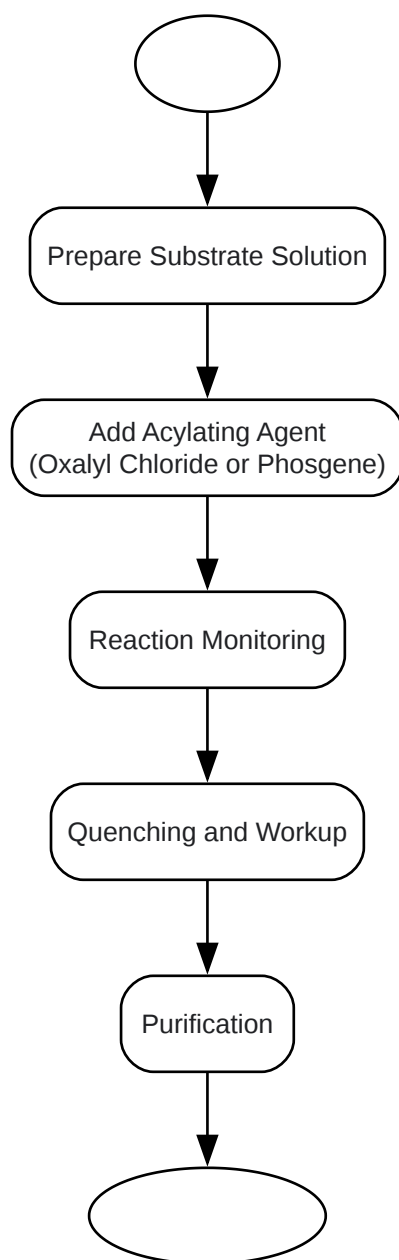 Prepare Substrate Solution
Add Acylating Agent
(Oxalyl Chloride or Phosgene)
Reaction Monitoring
Quenching and Workup
Purification